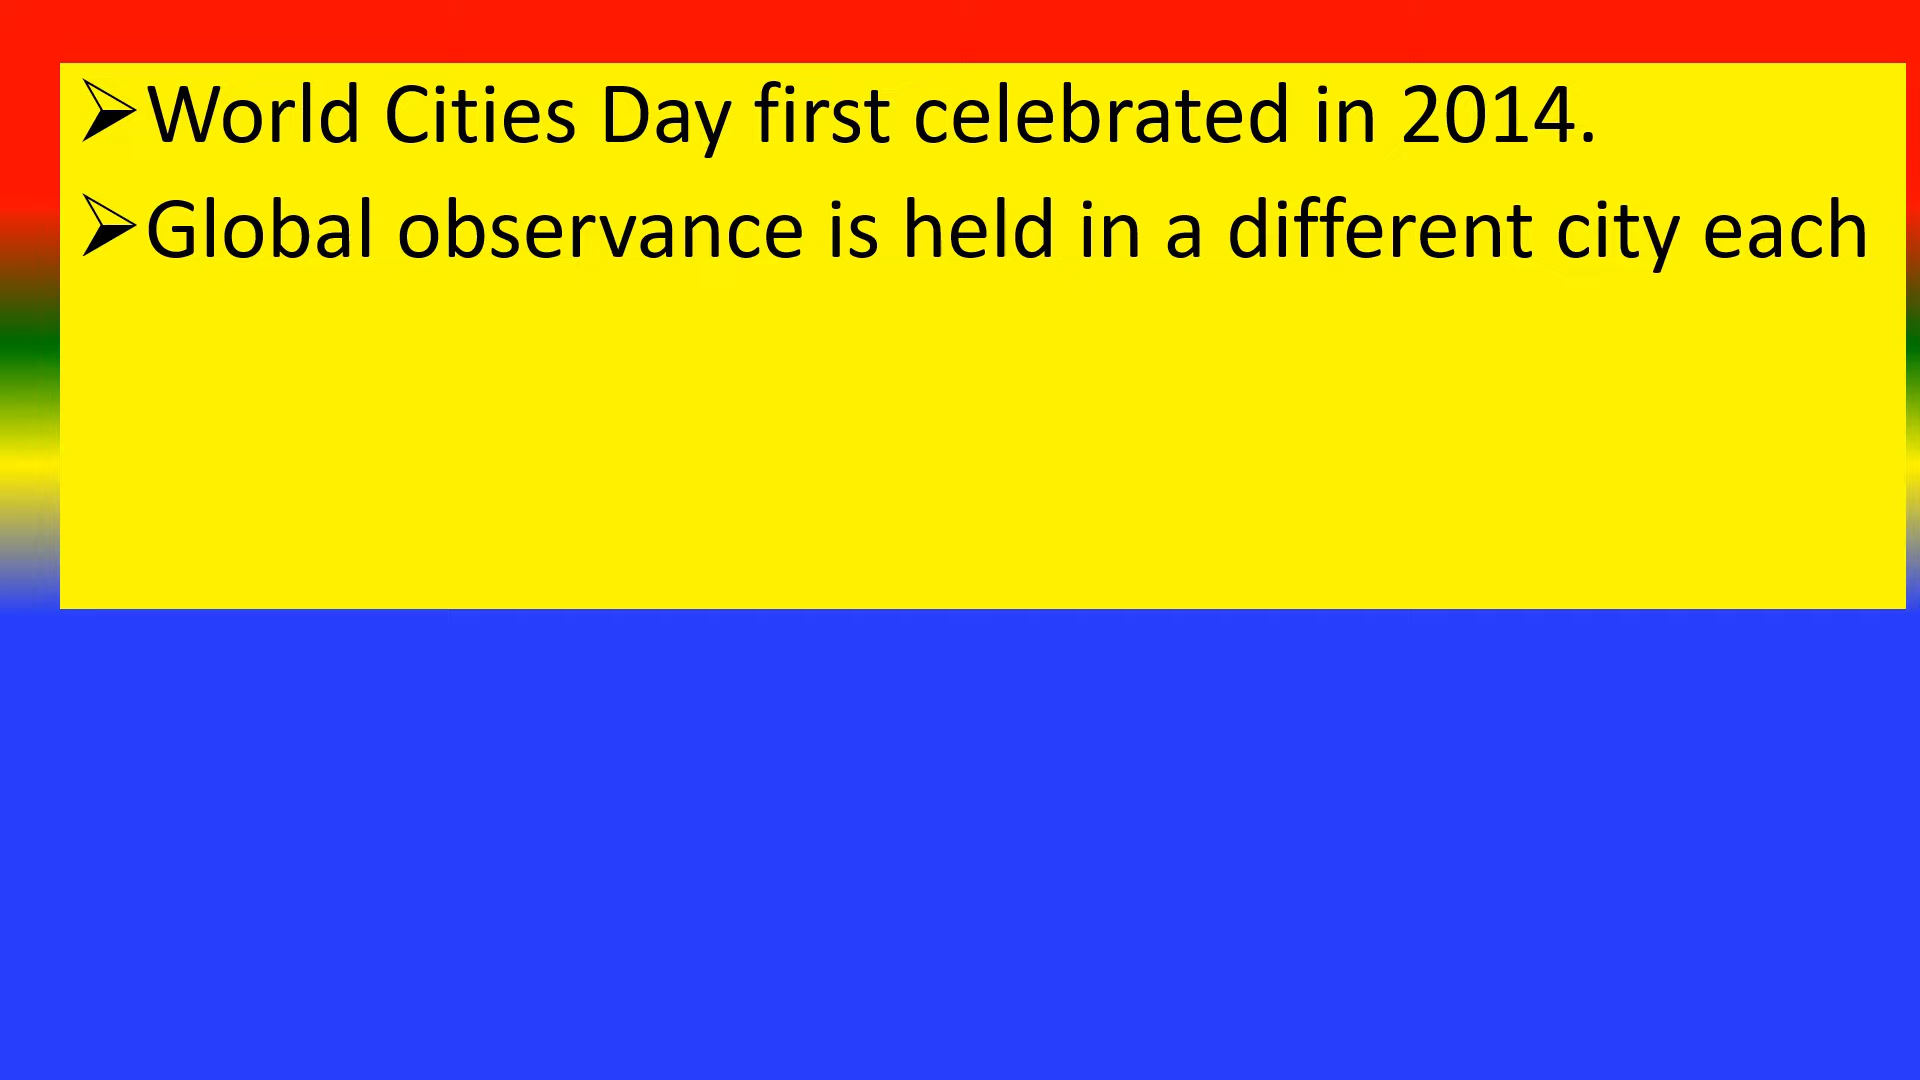 ➢World Cities Day first celebrated in 2014.
➢Global observance is held in a different city each